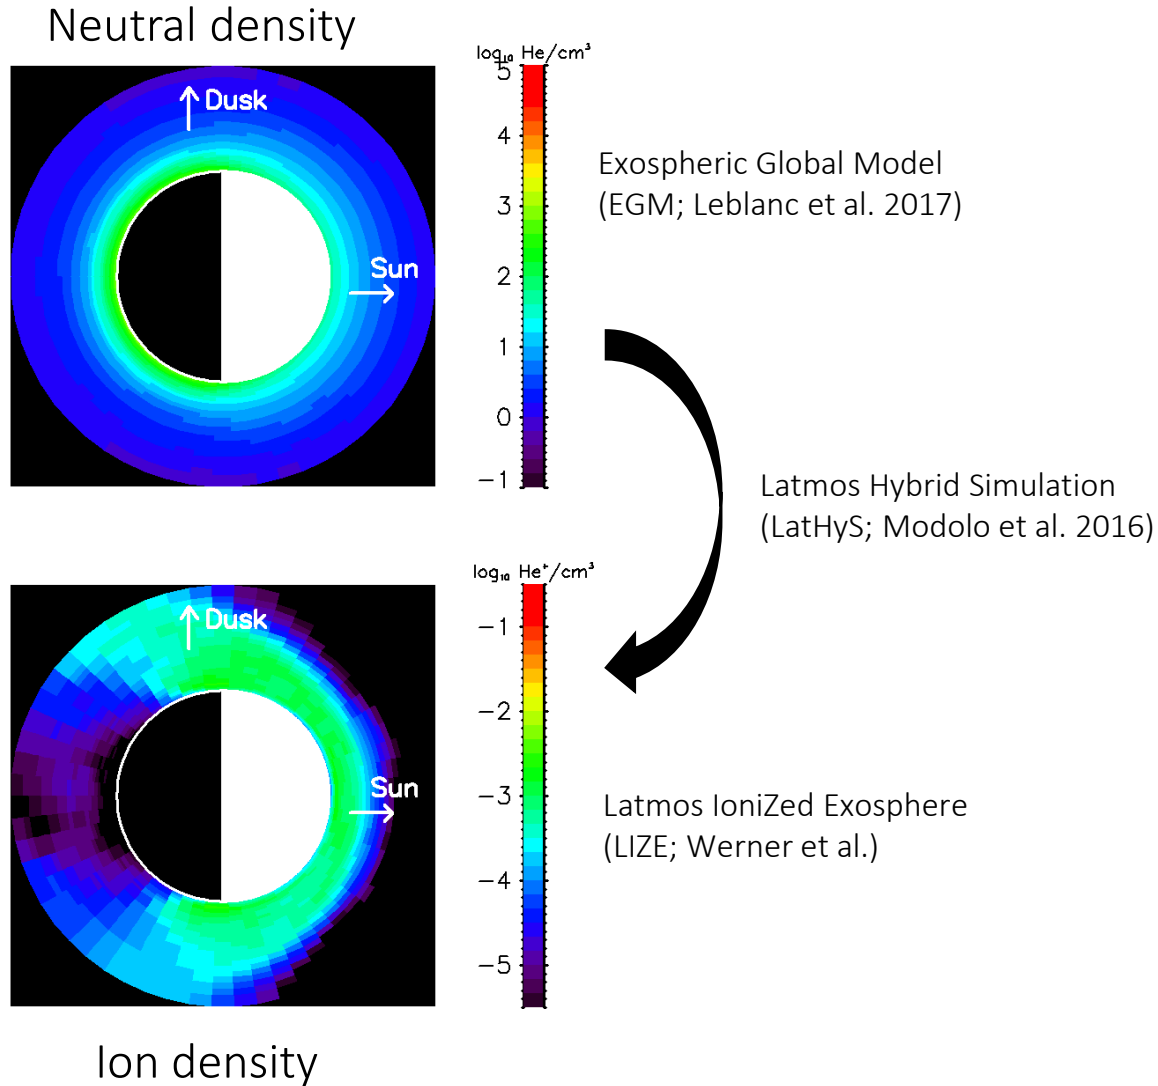 Neutral density
log₁₀ He/cm³
Dusk
Sun
5
4
3
2
1
0
−1
Exospheric Global Model
(EGM; Leblanc et al. 2017)
Latmos Hybrid Simulation
(LatHyS; Modolo et al. 2016)
log₁₀ He⁺/cm³
Dusk
Sun
−1
−2
−3
−4
−5
Latmos IoniZed Exosphere
(LIZE; Werner et al.)
Ion density